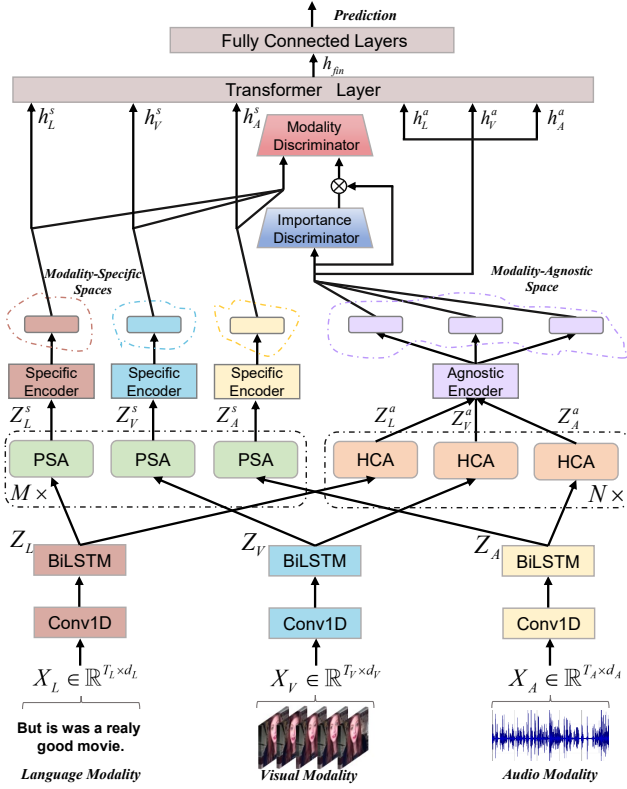 Prediction
Fully Connected Layers
h_{fin}
Transformer Layer
h_L^s
h_V^s
h_A^s
h_L^a
h_V^a
h_A^a
Modality
Discriminator
Importance
Discriminator
Modality-Specific
Spaces
Modality-Agnostic
Space
Specific
Encoder
Specific
Encoder
Specific
Encoder
Agnostic
Encoder
Z_L^s
Z_V^s
Z_A^s
Z_L^a
Z_V^a
Z_A^a
PSA
PSA
PSA
HCA
HCA
HCA
M ×
N ×
Z_L
Z_V
Z_A
BiLSTM
BiLSTM
BiLSTM
Conv1D
Conv1D
Conv1D
X_L ∈ ℝ^{T_L×d_L}
X_V ∈ ℝ^{T_V×d_V}
X_A ∈ ℝ^{T_A×d_A}
But is was a realy
good movie.
Language Modality
Visual Modality
Audio Modality